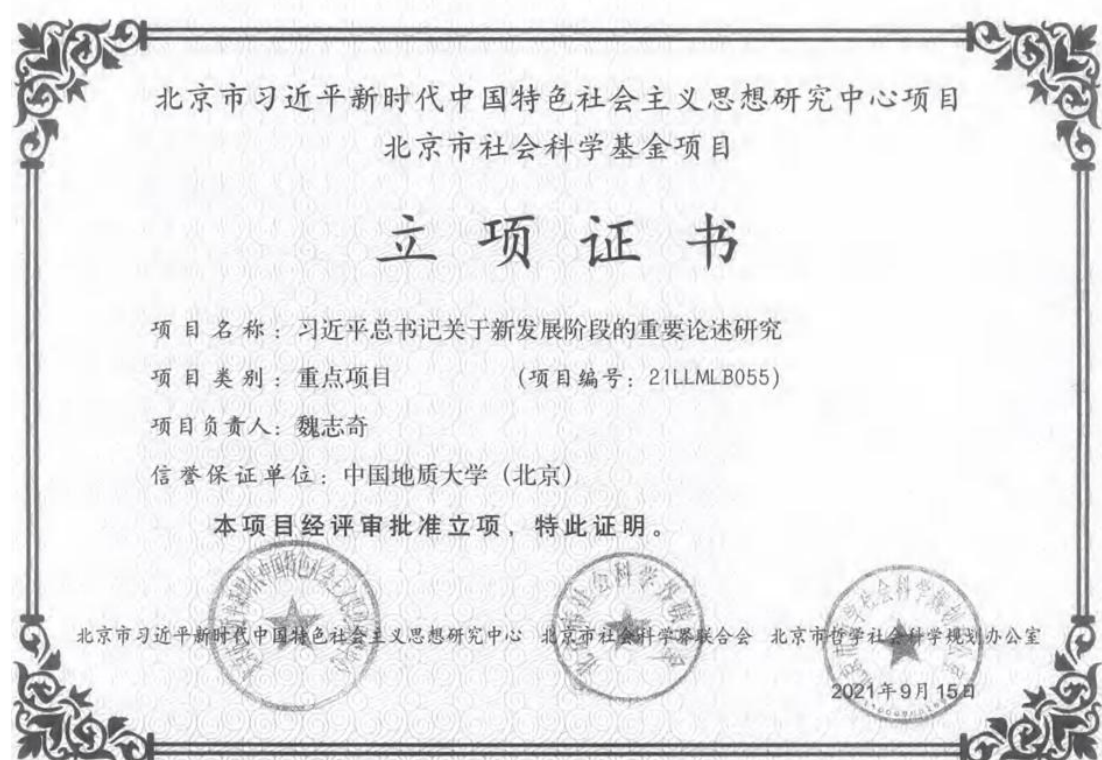 北京市习近平新时代中国特色社会主义思想研究中心项目
北京市社会科学基金项目
立项证书
项目名称：习近平总书记关于新发展阶段的重要论述研究
项目类别：重点项目 (项目编号：21LLMLB055)
项目负责人：魏志奇
信誉保证单位：中国地质大学（北京）
本项目经评审批准立项，特此证明。
北京市习近平新时代中国特色社会主义思想研究中心 北京市社会科学界联合会 北京市哲学社会科学规划办公室
2021年9月15日